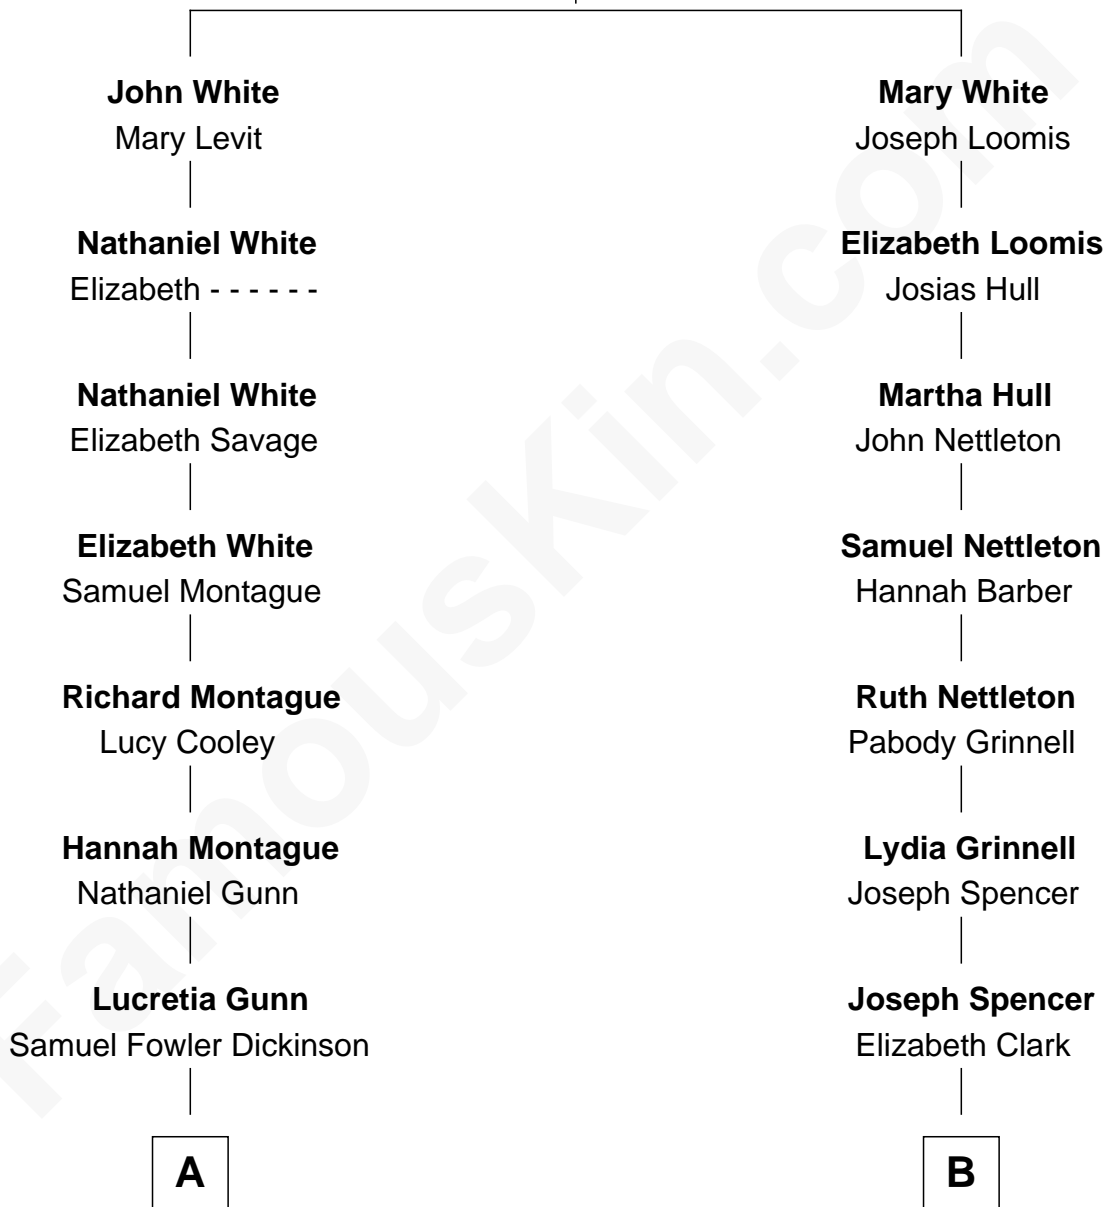 John White
Mary Levit
Nathaniel White
Elizabeth - - - - - -
Nathaniel White
Elizabeth Savage
Elizabeth White
Samuel Montague
Richard Montague
Lucy Cooley
Hannah Montague
Nathaniel Gunn
Lucretia Gunn
Samuel Fowler Dickinson
A
Mary White
Joseph Loomis
Elizabeth Loomis
Josias Hull
Martha Hull
John Nettleton
Samuel Nettleton
Hannah Barber
Ruth Nettleton
Pabody Grinnell
Lydia Grinnell
Joseph Spencer
Joseph Spencer
Elizabeth Clark
B
FamousKin.com